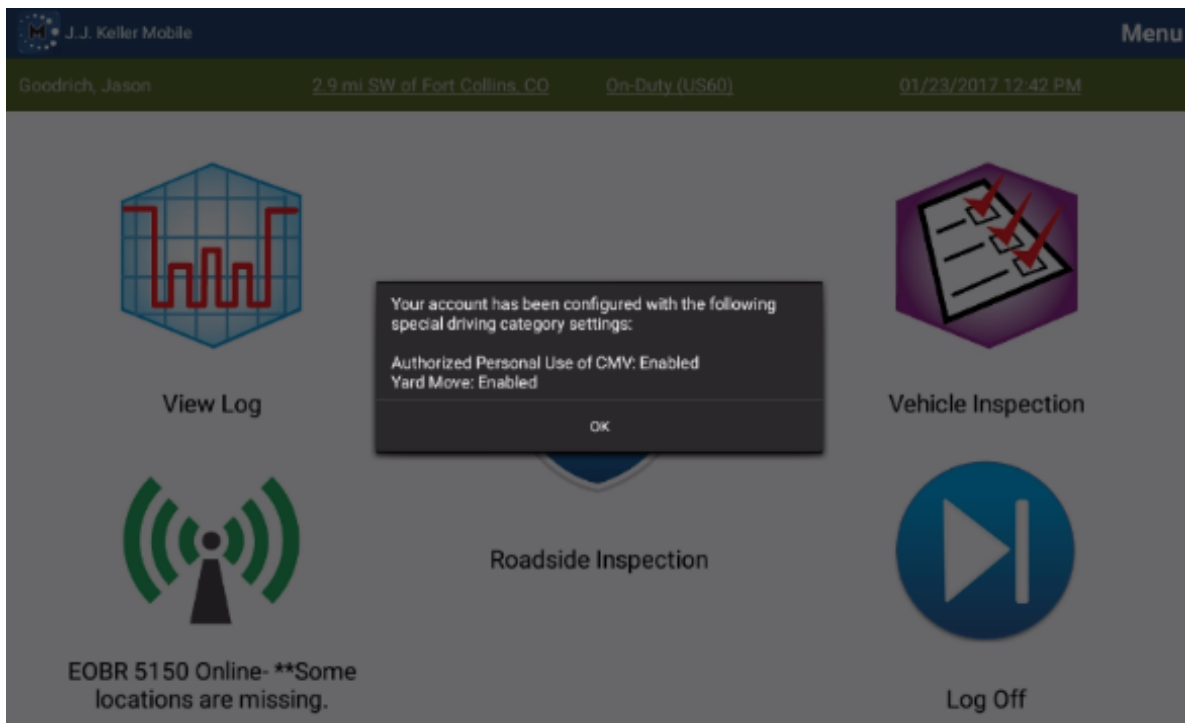 J.J. Keller Mobile
Menu
Goodrich, Jason
2.9 mi SW of Fort Collins, CO
On-Duty (US60)
01/23/2017 12:42 PM
Your account has been configured with the following
special driving category settings:
Authorized Personal Use of CMV: Enabled
Yard Move: Enabled
OK
View Log
Vehicle Inspection
Roadside Inspection
EOBR 5150 Online- **Some
locations are missing.
Log Off